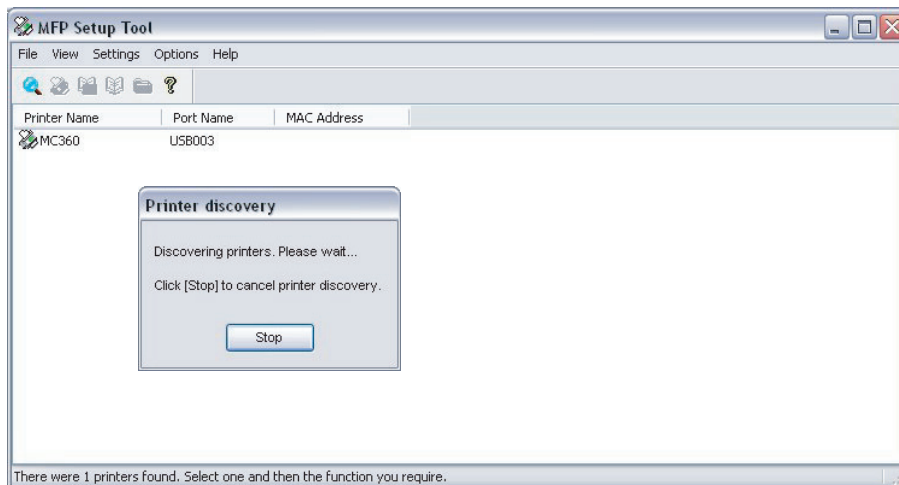 MFP Setup Tool
File View Settings Options Help
Printer Name Port Name MAC Address
MC360 USB003
Printer discovery
Discovering printers. Please wait...
Click [Stop] to cancel printer discovery.
Stop
There were 1 printers found. Select one and then the function you require.